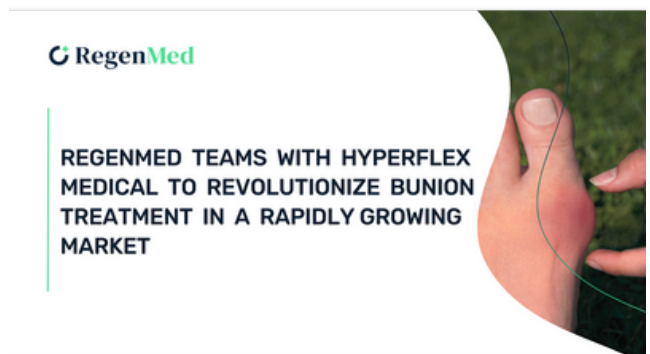 RegenMed
REGENMED TEAMS WITH HYPERFLEX
MEDICAL TO REVOLUTIONIZE BUNION
TREATMENT IN A RAPIDLY GROWING
MARKET